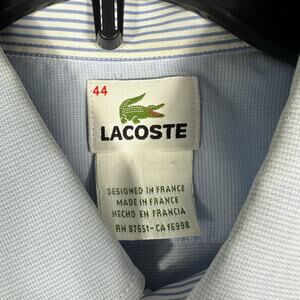 44
LACOSTE
DESIGNED IN FRANCE
MADE IN FRANCE
HECHO EN FRANCIA
RN 87651-CA 16998